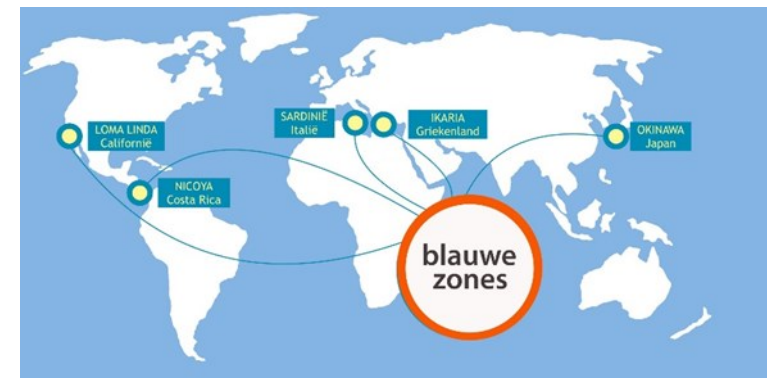 LOMA LINDA
Californië
NICOYA
Costa Rica
SARDINIË
Italië
IKARIA
Griekenland
OKINAWA
Japan
blauwe
zones